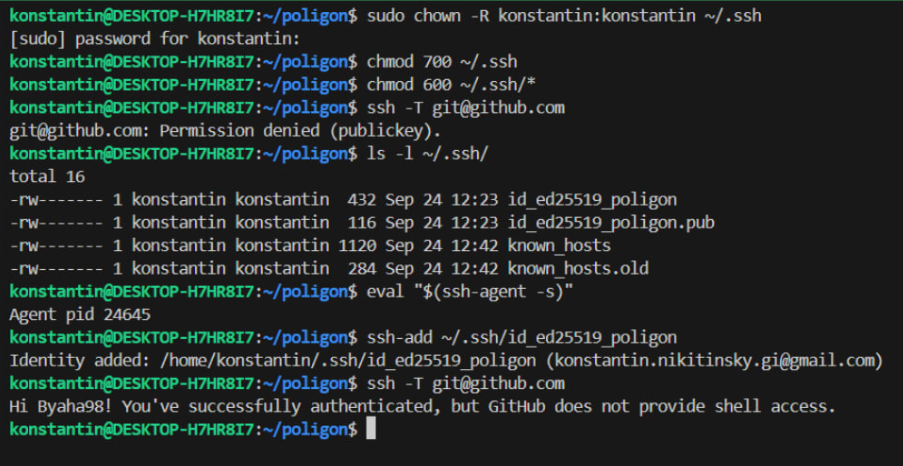 konstantin@DESKTOP-H7HR8I7:~/poligon$ sudo chown -R konstantin:konstantin ~/.ssh
[sudo] password for konstantin:
konstantin@DESKTOP-H7HR8I7:~/poligon$ chmod 700 ~/.ssh
konstantin@DESKTOP-H7HR8I7:~/poligon$ chmod 600 ~/.ssh/*
konstantin@DESKTOP-H7HR8I7:~/poligon$ ssh -T git@github.com
git@github.com: Permission denied (publickey).
konstantin@DESKTOP-H7HR8I7:~/poligon$ ls -l ~/.ssh/
total 16
-rw------- 1 konstantin konstantin  432 Sep 24 12:23 id_ed25519_poligon
-rw------- 1 konstantin konstantin  116 Sep 24 12:23 id_ed25519_poligon.pub
-rw------- 1 konstantin konstantin 1120 Sep 24 12:42 known_hosts
-rw------- 1 konstantin konstantin  284 Sep 24 12:42 known_hosts.old
konstantin@DESKTOP-H7HR8I7:~/poligon$ eval "$(ssh-agent -s)"
Agent pid 24645
konstantin@DESKTOP-H7HR8I7:~/poligon$ ssh-add ~/.ssh/id_ed25519_poligon
Identity added: /home/konstantin/.ssh/id_ed25519_poligon (konstantin.nikitinsky.gi@gmail.com)
konstantin@DESKTOP-H7HR8I7:~/poligon$ ssh -T git@github.com
Hi Byaha98! You've successfully authenticated, but GitHub does not provide shell access.
konstantin@DESKTOP-H7HR8I7:~/poligon$